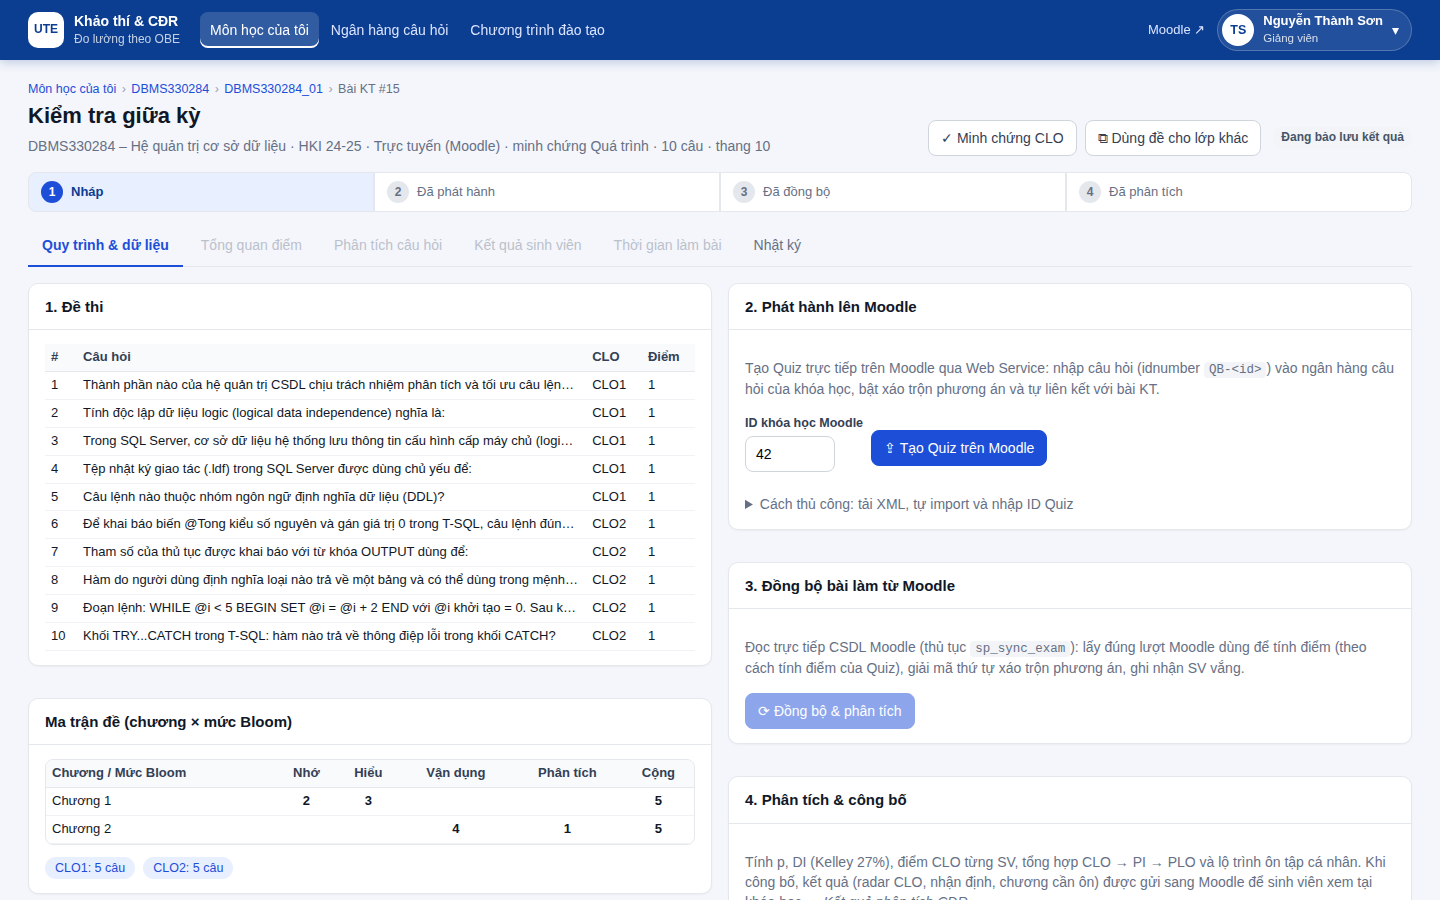 UTE
Khảo thí & CĐR
Đo lường theo OBE
Môn học của tôi
Ngân hàng câu hỏi
Chương trình đào tạo
Moodle ↗
TS
Nguyễn Thành Sơn
Giảng viên
▾
Môn học của tôi › DBMS330284 › DBMS330284_01 › Bài KT #15
Kiểm tra giữa kỳ
DBMS330284 – Hệ quản trị cơ sở dữ liệu · HKI 24-25 · Trực tuyến (Moodle) · minh chứng Quá trình · 10 câu · thang 10
✓ Minh chứng CLO
⧉ Dùng đề cho lớp khác
Đang bảo lưu kết quả
1 Nháp
2 Đã phát hành
3 Đã đồng bộ
4 Đã phân tích
Quy trình & dữ liệu
Tổng quan điểm
Phân tích câu hỏi
Kết quả sinh viên
Thời gian làm bài
Nhật ký
1. Đề thi
# Câu hỏi CLO Điểm
1 Thành phần nào của hệ quản trị CSDL chịu trách nhiệm phân tích và tối ưu câu lện… CLO1 1
2 Tính độc lập dữ liệu logic (logical data independence) nghĩa là: CLO1 1
3 Trong SQL Server, cơ sở dữ liệu hệ thống lưu thông tin cấu hình cấp máy chủ (logi… CLO1 1
4 Tệp nhật ký giao tác (.ldf) trong SQL Server được dùng chủ yếu để: CLO1 1
5 Câu lệnh nào thuộc nhóm ngôn ngữ định nghĩa dữ liệu (DDL)? CLO1 1
6 Để khai báo biến @Tong kiểu số nguyên và gán giá trị 0 trong T-SQL, câu lệnh đún… CLO2 1
7 Tham số của thủ tục được khai báo với từ khóa OUTPUT dùng để: CLO2 1
8 Hàm do người dùng định nghĩa loại nào trả về một bảng và có thể dùng trong mệnh… CLO2 1
9 Đoạn lệnh: WHILE @i < 5 BEGIN SET @i = @i + 2 END với @i khởi tạo = 0. Sau k… CLO2 1
10 Khối TRY...CATCH trong T-SQL: hàm nào trả về thông điệp lỗi trong khối CATCH? CLO2 1
Ma trận đề (chương × mức Bloom)
Chương / Mức Bloom Nhớ Hiểu Vận dụng Phân tích Cộng
Chương 1 2 3 5
Chương 2 4 1 5
CLO1: 5 câu
CLO2: 5 câu
2. Phát hành lên Moodle
Tạo Quiz trực tiếp trên Moodle qua Web Service: nhập câu hỏi (idnumber QB-<id>) vào ngân hàng câu
hỏi của khóa học, bật xáo trộn phương án và tự liên kết với bài KT.
ID khóa học Moodle
42
⇪ Tạo Quiz trên Moodle
▶ Cách thủ công: tải XML, tự import và nhập ID Quiz
3. Đồng bộ bài làm từ Moodle
Đọc trực tiếp CSDL Moodle (thủ tục sp_sync_exam): lấy đúng lượt Moodle dùng để tính điểm (theo
cách tính điểm của Quiz), giải mã thứ tự xáo trộn phương án, ghi nhận SV vắng.
⟳ Đồng bộ & phân tích
4. Phân tích & công bố
Tính p, DI (Kelley 27%), điểm CLO từng SV, tổng hợp CLO → PI → PLO và lộ trình ôn tập cá nhân. Khi
công bố, kết quả (radar CLO, nhận định, chương cần ôn) được gửi sang Moodle để sinh viên xem tại
khóa học → Kết quả phân tích CĐR.